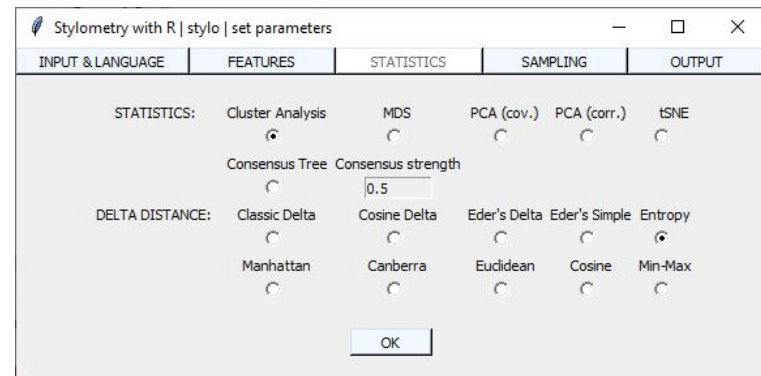 Stylometry with R | stylo | set parameters
INPUT & LANGUAGE FEATURES STATISTICS SAMPLING OUTPUT
STATISTICS: Cluster Analysis MDS PCA (cov.) PCA (corr.) tSNE
Consensus Tree Consensus strength
0.5
DELTA DISTANCE: Classic Delta Cosine Delta Eder's Delta Eder's Simple Entropy
Manhattan Canberra Euclidean Cosine Min-Max
OK